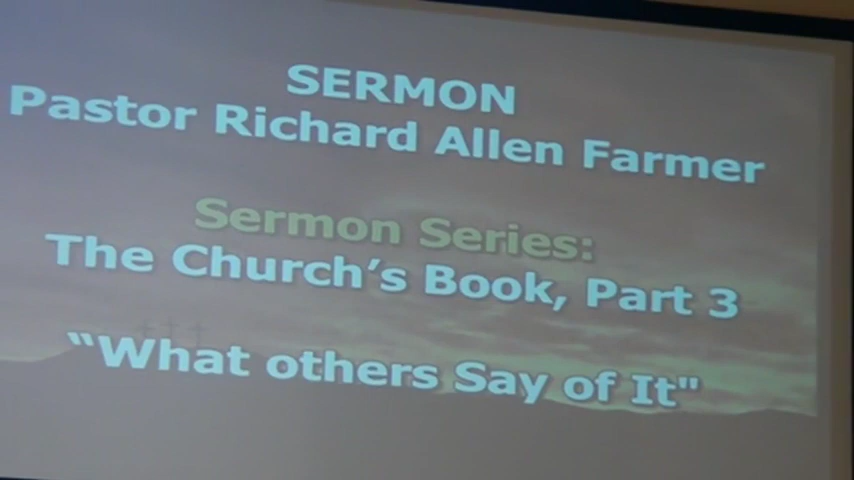 SERMON
Pastor Richard Allen Farmer
Sermon Series:
The Church’s Book, Part 3
“What others Say of It"